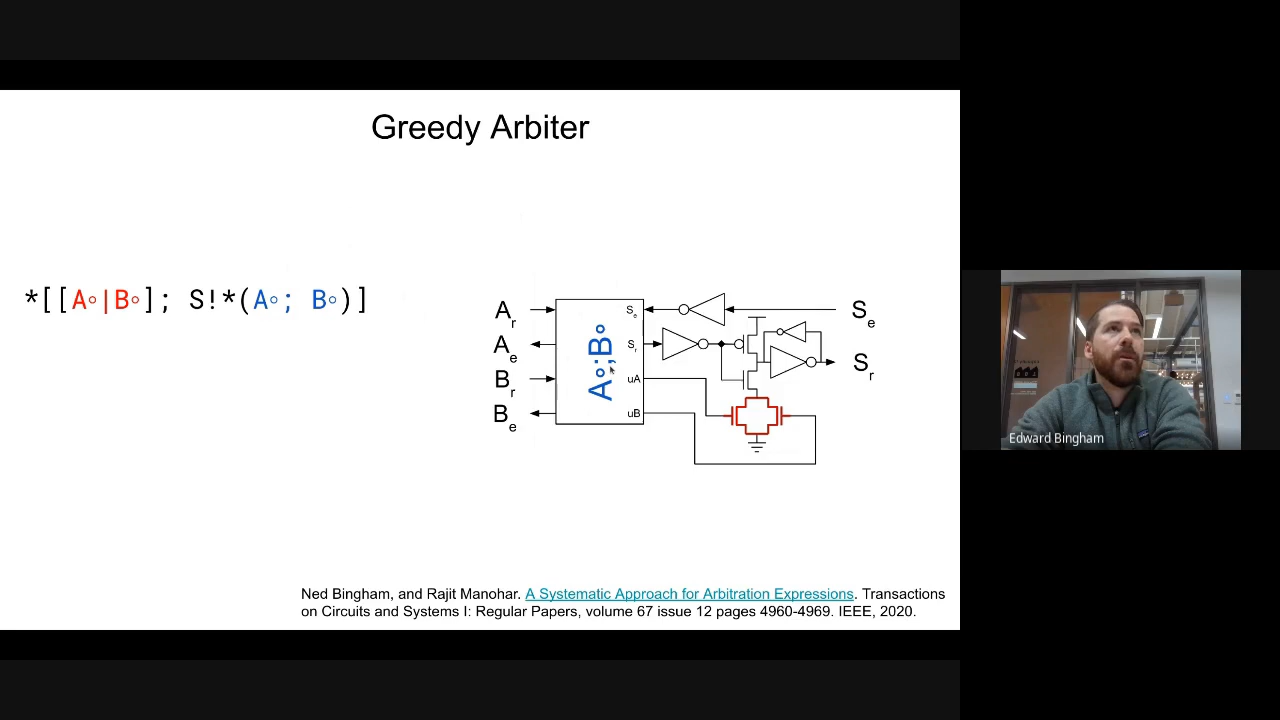 Greedy Arbiter
*[[A∘|B∘]; S!*(A∘; B∘)]
Ar
Ae
Br
Be
A∘;B∘
Se
Sr
uA
uB
Se
Sr
Edward Bingham
Ned Bingham, and Rajit Manohar. A Systematic Approach for Arbitration Expressions. Transactions
on Circuits and Systems I: Regular Papers, volume 67 issue 12 pages 4960-4969. IEEE, 2020.